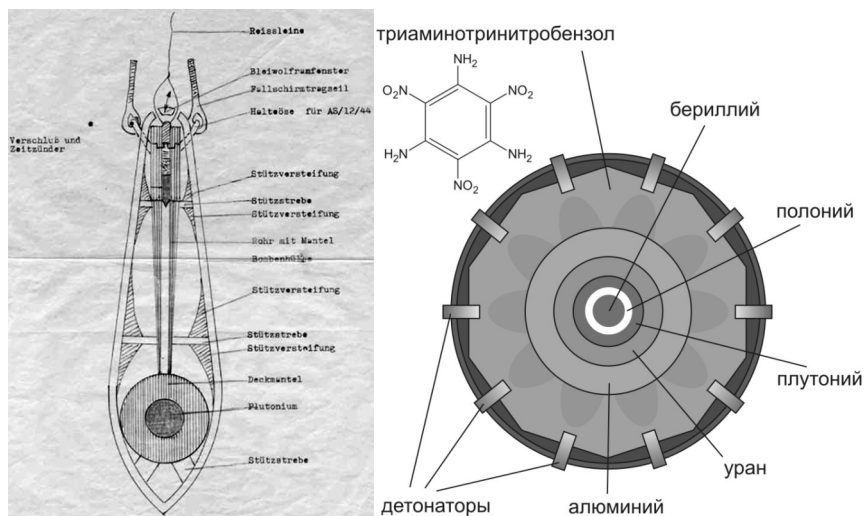 Reissleine
Bleiwolframfenster
Fallschirmtragseil
Halteöse für AS/12/44
Verschluß und
Zeitzünder
Stützversteifung
Stützstrebe
Stützversteifung
Rohr mit Mantel
Bombenhülse
Stützversteifung
Stützstrebe
Stützversteifung
Deckmantel
Plutonium
Stützstrebe
триаминотринитробензол
NH₂
O₂N
NO₂
H₂N
NH₂
NO₂
бериллий
полоний
плутоний
уран
алюминий
детонаторы